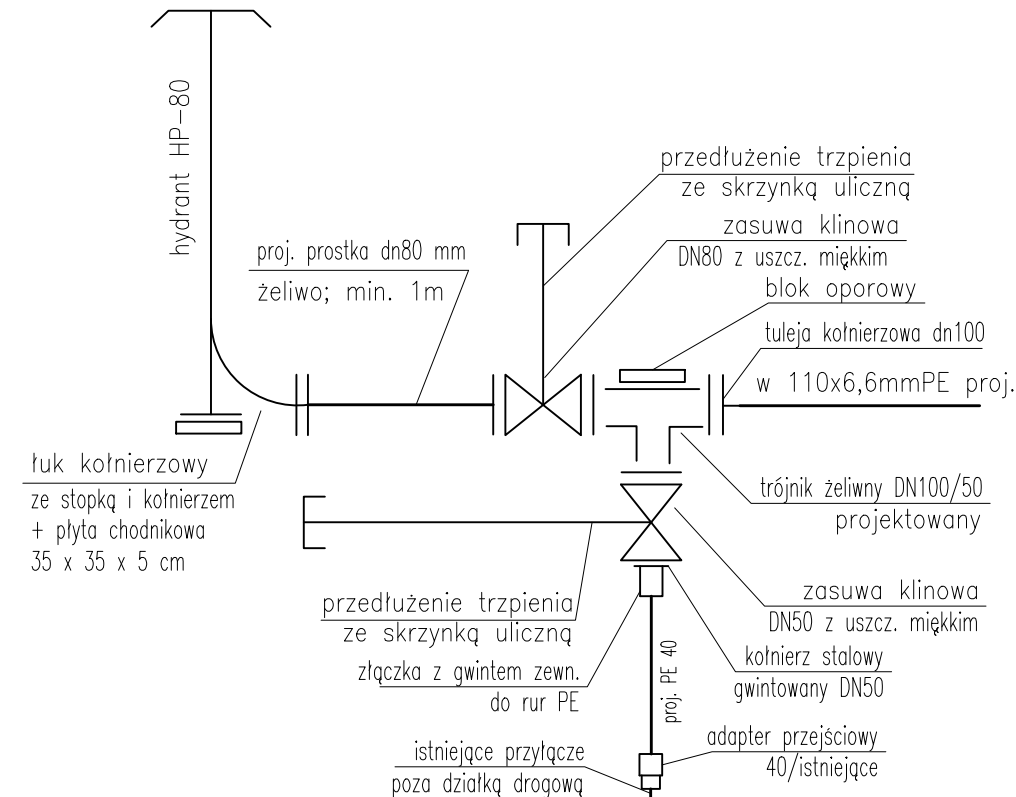 hydrant HP-80
przedłużenie trzpienia
ze skrzynką uliczną
zasuwa klinowa
DN80 z uszcz. miękkim
proj. prostka dn80 mm
żeliwo; min. 1m
blok oporowy
tuleja kołnierzowa dn100
w 110x6,6mmPE proj.
łuk kołnierzowy
ze stopką i kołnierzem
+ płyta chodnikowa
35 x 35 x 5 cm
trójnik żeliwny DN100/50
projektowany
przedłużenie trzpienia
ze skrzynką uliczną
zasuwa klinowa
DN50 z uszcz. miękkim
złączka z gwintem zewn.
do rur PE
kołnierz stalowy
gwintowany DN50
proj. PE 40
adapter przejściowy
40/istniejące
istniejące przyłącze
poza działką drogową